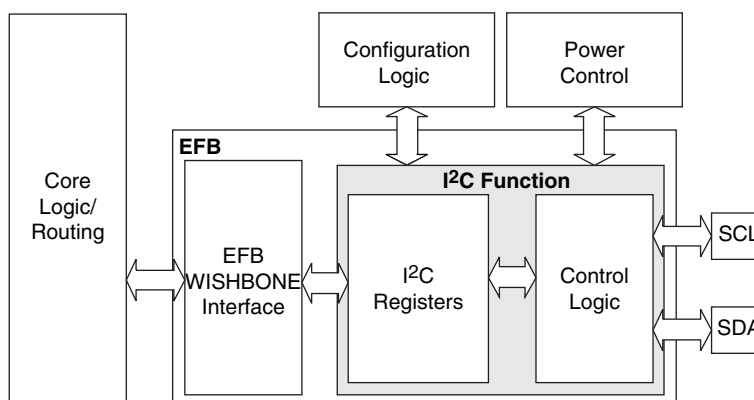 Configuration
Logic
Power
Control
EFB
I²C Function
Core
Logic/
Routing
EFB
WISHBONE
Interface
I²C
Registers
Control
Logic
SCL
SDA